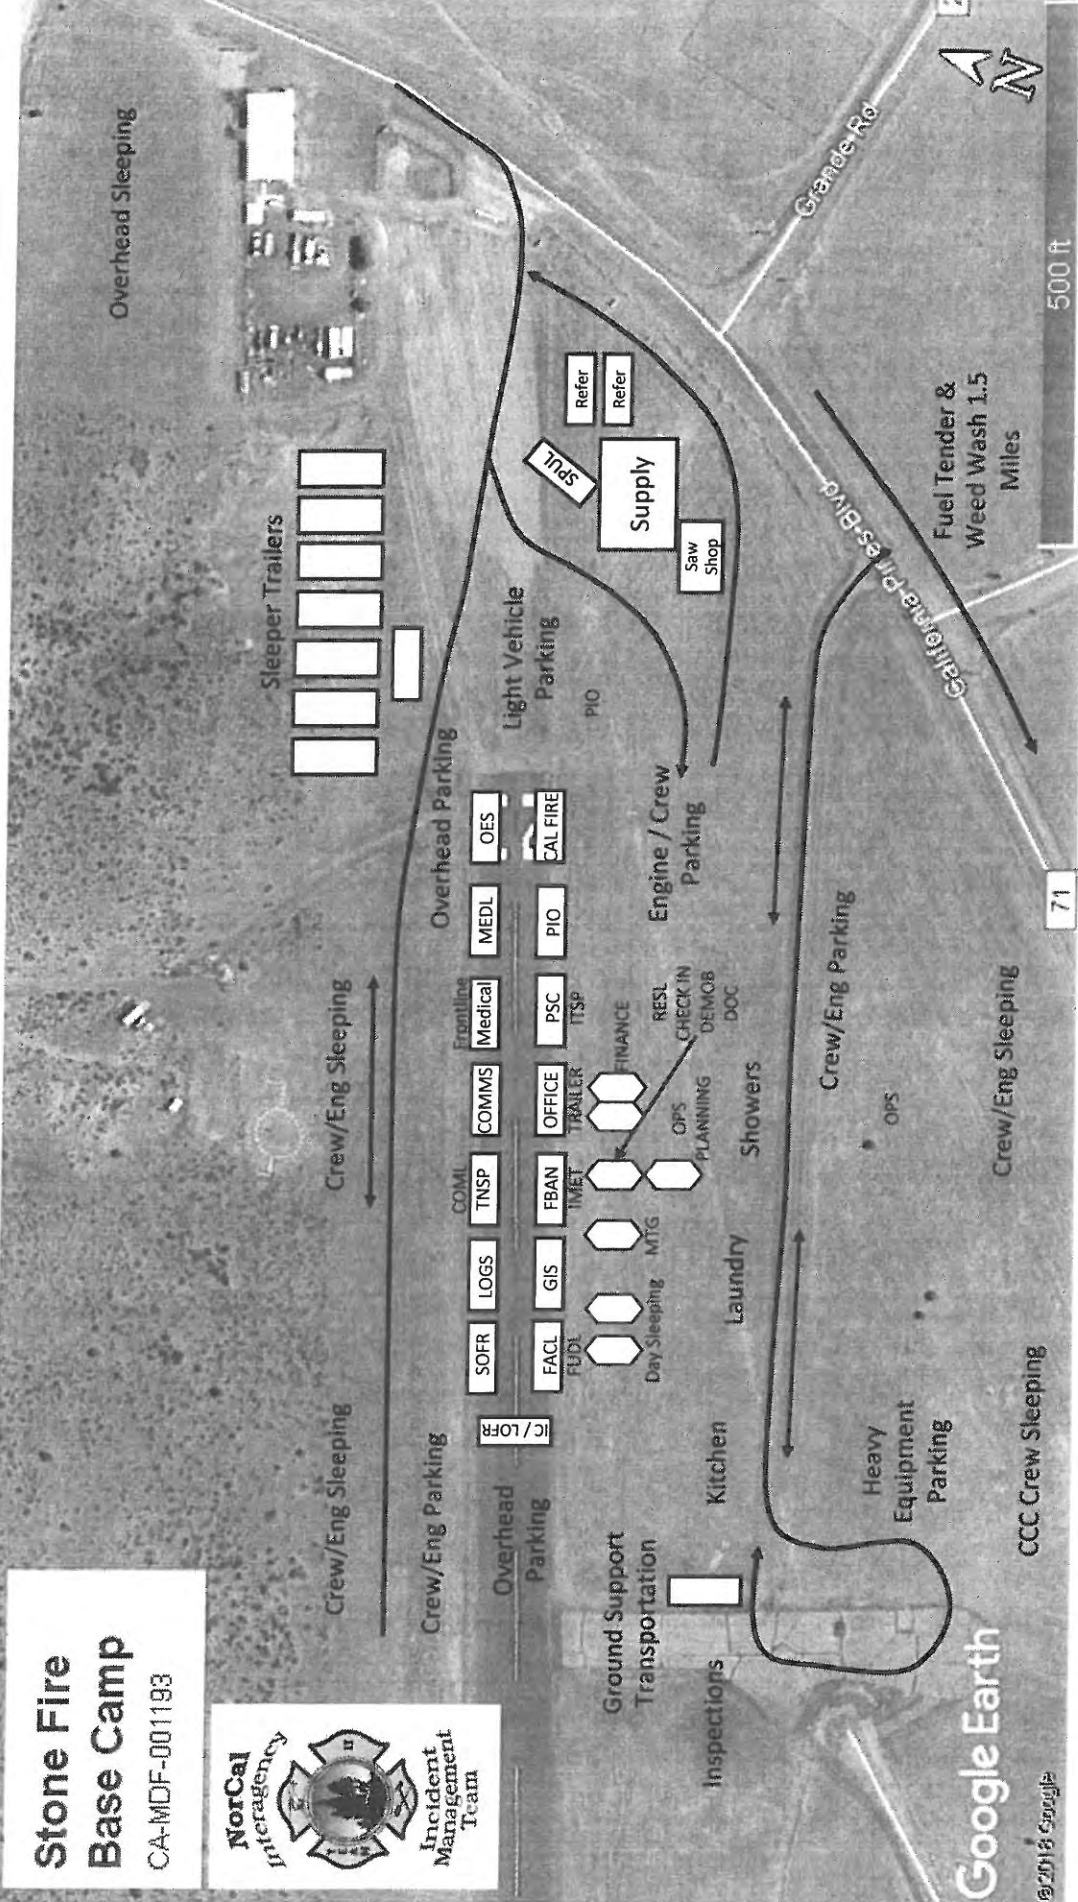 Stone Fire
Base Camp
CA-MDF-001193
NorCal
Interagency
TEAM
II
Incident
Management
Team
Overhead Sleeping
Sleeper Trailers
Crew/Eng Sleeping
Crew/Eng Sleeping
Crew/Eng Parking
Overhead Parking
Overhead
Parking
IC / LOFR
SOFR
LOGS
COML
TNSP
COMMS
Frontline
Medical
MEDL
OES
FACL
FUDL
GIS
FBAN
IMET
OFFICE
TRAILER
PSC
TTSP
PIO
CAL FIRE
Light Vehicle
Parking
PIO
SPUL
Supply
Saw
Shop
Refer
Refer
Day Sleeping
MTG
OPS
PLANNING
FINANCE
RESL
CHECK IN
DEMOB
DOC
Engine / Crew
Parking
Ground Support
Transportation
Inspections
Kitchen
Laundry
Showers
Crew/Eng Parking
OPS
Heavy
Equipment
Parking
CCC Crew Sleeping
Crew/Eng Sleeping
California-Pines-Blvd
Grande-Rd
Fuel Tender &
Weed Wash 1.5
Miles
71
N
500 ft
Google Earth
©2018 Google